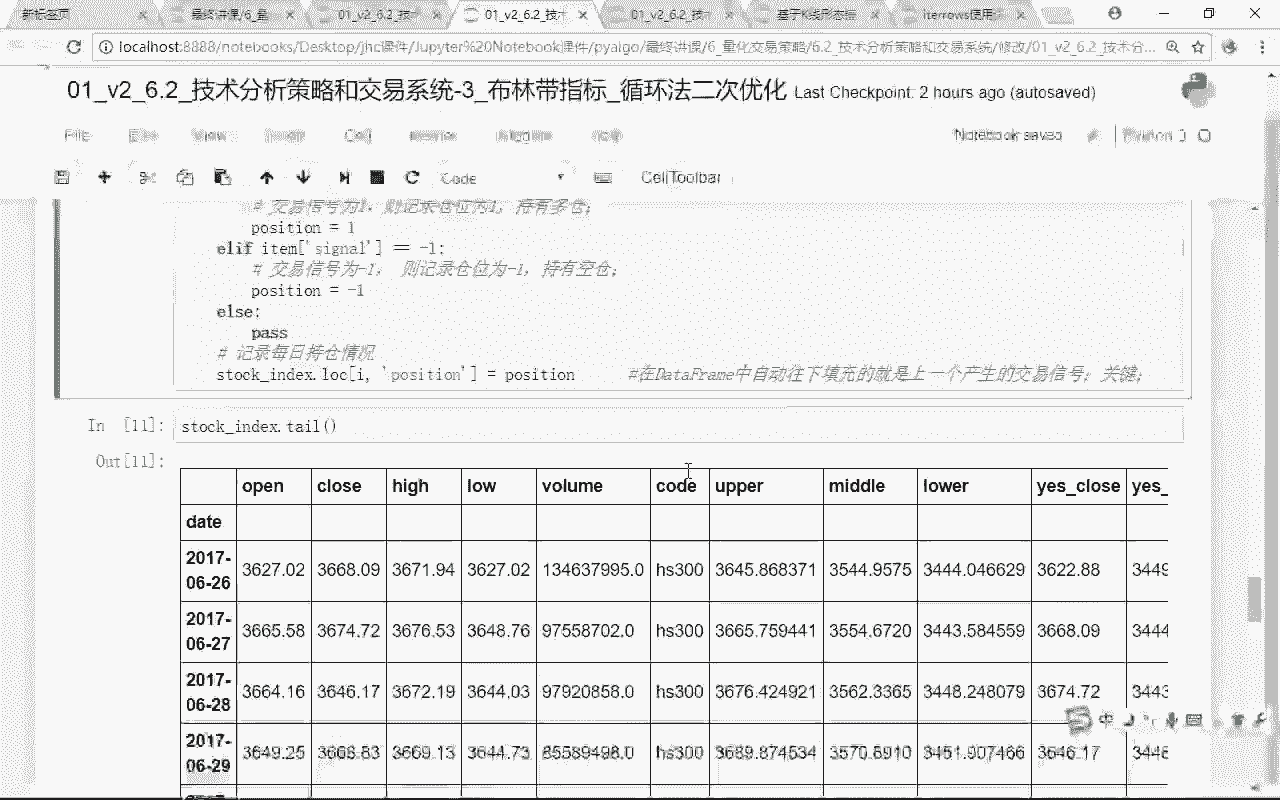 新标签页 最终讲课/6_量 01_v2_6.2_技 01_v2_6.2_技术 01_v2_6.2_技 基于K线形态 iterrows使用
localhost:8888/notebooks/Desktop/jhc课件/Jupyter%20Notebook课件/pyalgo/最终讲课/6_量化交易策略/6.2_技术分析策略和交易系统/修改/01_v2_6.2_技术分...
01_v2_6.2_技术分析策略和交易系统-3_布林带指标_循环法二次优化 Last Checkpoint: 2 hours ago (autosaved)
File View Cell Notebook saved Python
Code CellToolbar
# 交易信号为1，则记录仓位为1，持有多仓；
position = 1
elif item['signal'] == -1:
# 交易信号为-1， 则记录仓位为-1，持有空仓；
position = -1
else:
pass
# 记录每日持仓情况
stock_index.loc[i, 'position'] = position #在DataFrame中自动往下填充的就是上一个产生的交易信号；关键；
In [11]: stock_index.tail()
Out[11]:
open close high low volume code upper middle lower yes_close yes_
date
2017-06-26 3627.02 3668.09 3671.94 3627.02 134637995.0 hs300 3645.868371 3544.9575 3444.046629 3622.88 3449
2017-06-27 3665.58 3674.72 3676.53 3648.76 97558702.0 hs300 3665.759441 3554.6720 3443.584559 3668.09 3444
2017-06-28 3664.16 3646.17 3672.19 3644.03 97920858.0 hs300 3676.424921 3562.3365 3448.248079 3674.72 3443
2017-06-29 3649.25 3668.83 3669.13 3644.73 85589498.0 hs300 3689.874534 3570.8910 3451.907466 3646.17 3448
中